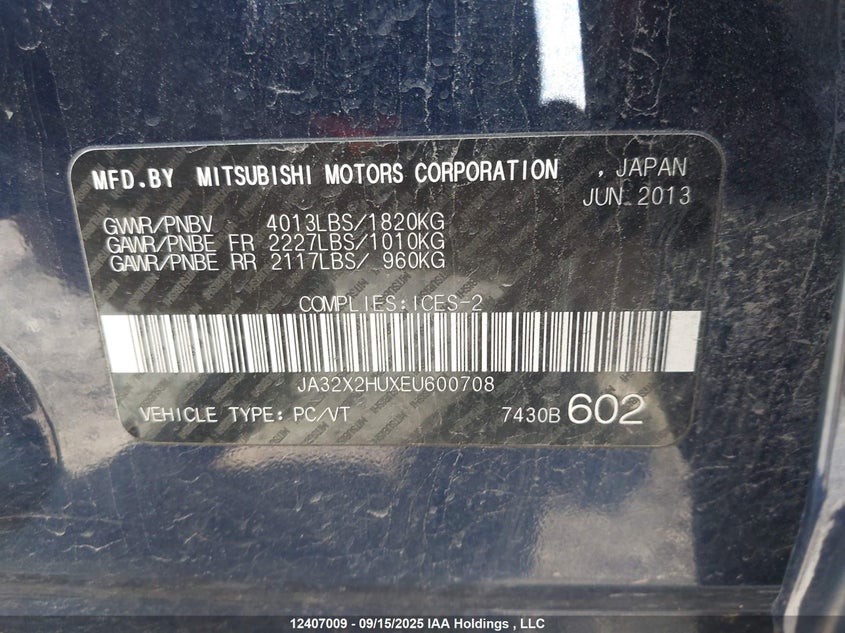 MFD.BY MITSUBISHI MOTORS CORPORATION , JAPAN
JUN 2013
GVWR/PNBV 4013LBS/1820KG
GAWR/PNBE FR 2227LBS/1010KG
GAWR/PNBE RR 2117LBS/ 960KG
COMPLIES:ICES-2
JA32X2HUXEU600708
VEHICLE TYPE: PC/VT 7430B 602
12407009 - 09/15/2025 IAA Holdings , LLC